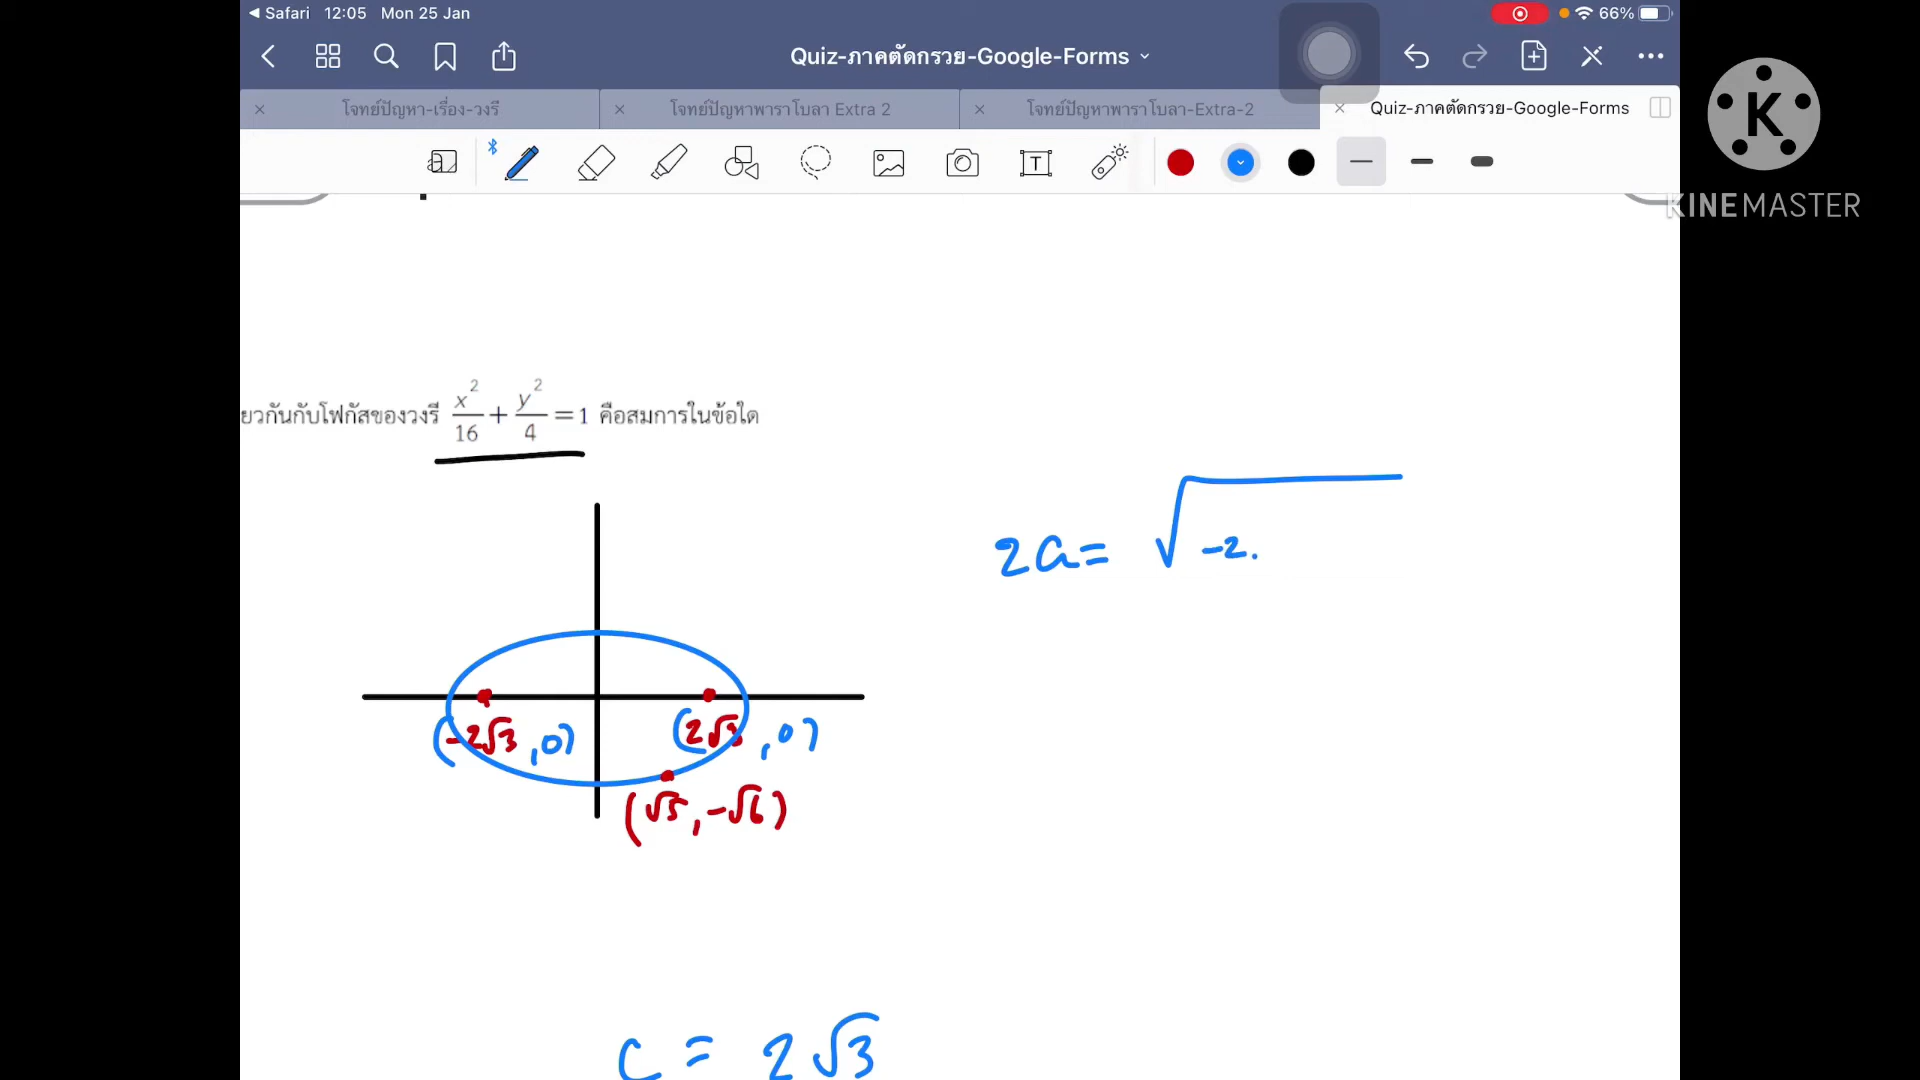 Safari 12:05 Mon 25 Jan
66%
Quiz-ภาคตัดกรวย-Google-Forms
โจทย์ปัญหา-เรื่อง-วงรี
โจทย์ปัญหาพาราโบลา Extra 2
โจทย์ปัญหาพาราโบลา-Extra-2
Quiz-ภาคตัดกรวย-Google-Forms
K
KINEMASTER
a
T
ยวกันกับโฟกัสของวงรี x²/16 + y²/4 = 1 คือสมการในข้อใด
2a = √ -2.
(-2√3, 0)
(2√3, 0)
(√5, -√6)
c = 2√3